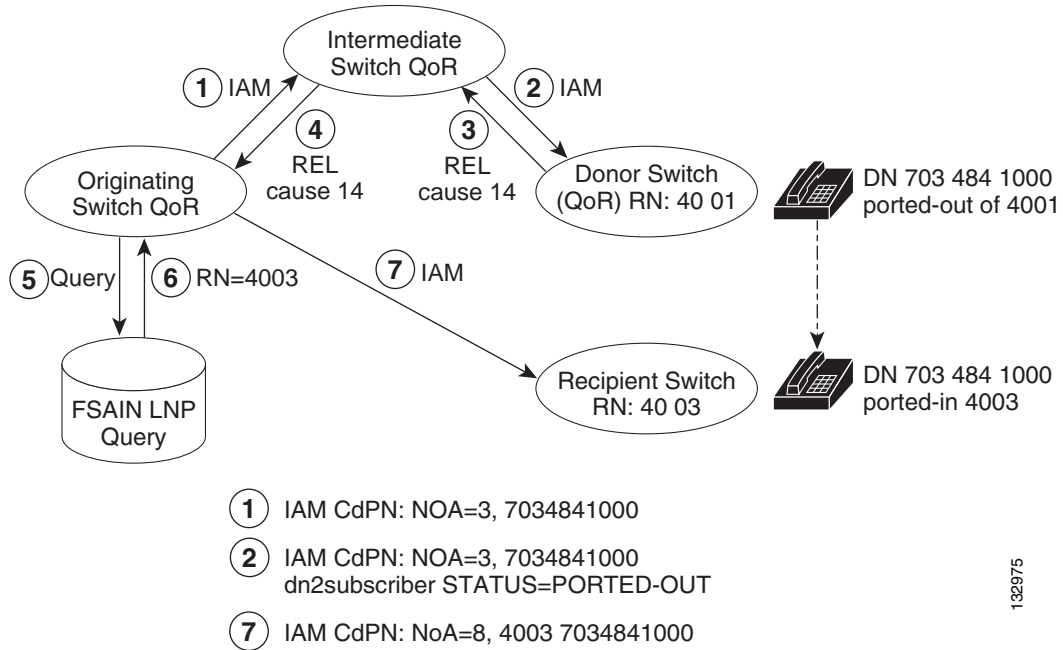 Intermediate
Switch QoR
1 IAM
2 IAM
4
REL
cause 14
3
REL
cause 14
Originating
Switch QoR
Donor Switch
(QoR) RN: 40 01
DN 703 484 1000
ported-out of 4001
5 Query
6 RN=4003
7 IAM
FSAIN LNP
Query
Recipient Switch
RN: 40 03
DN 703 484 1000
ported-in 4003
1 IAM CdPN: NOA=3, 7034841000
2 IAM CdPN: NOA=3, 7034841000
dn2subscriber STATUS=PORTED-OUT
7 IAM CdPN: NoA=8, 4003 7034841000
132975